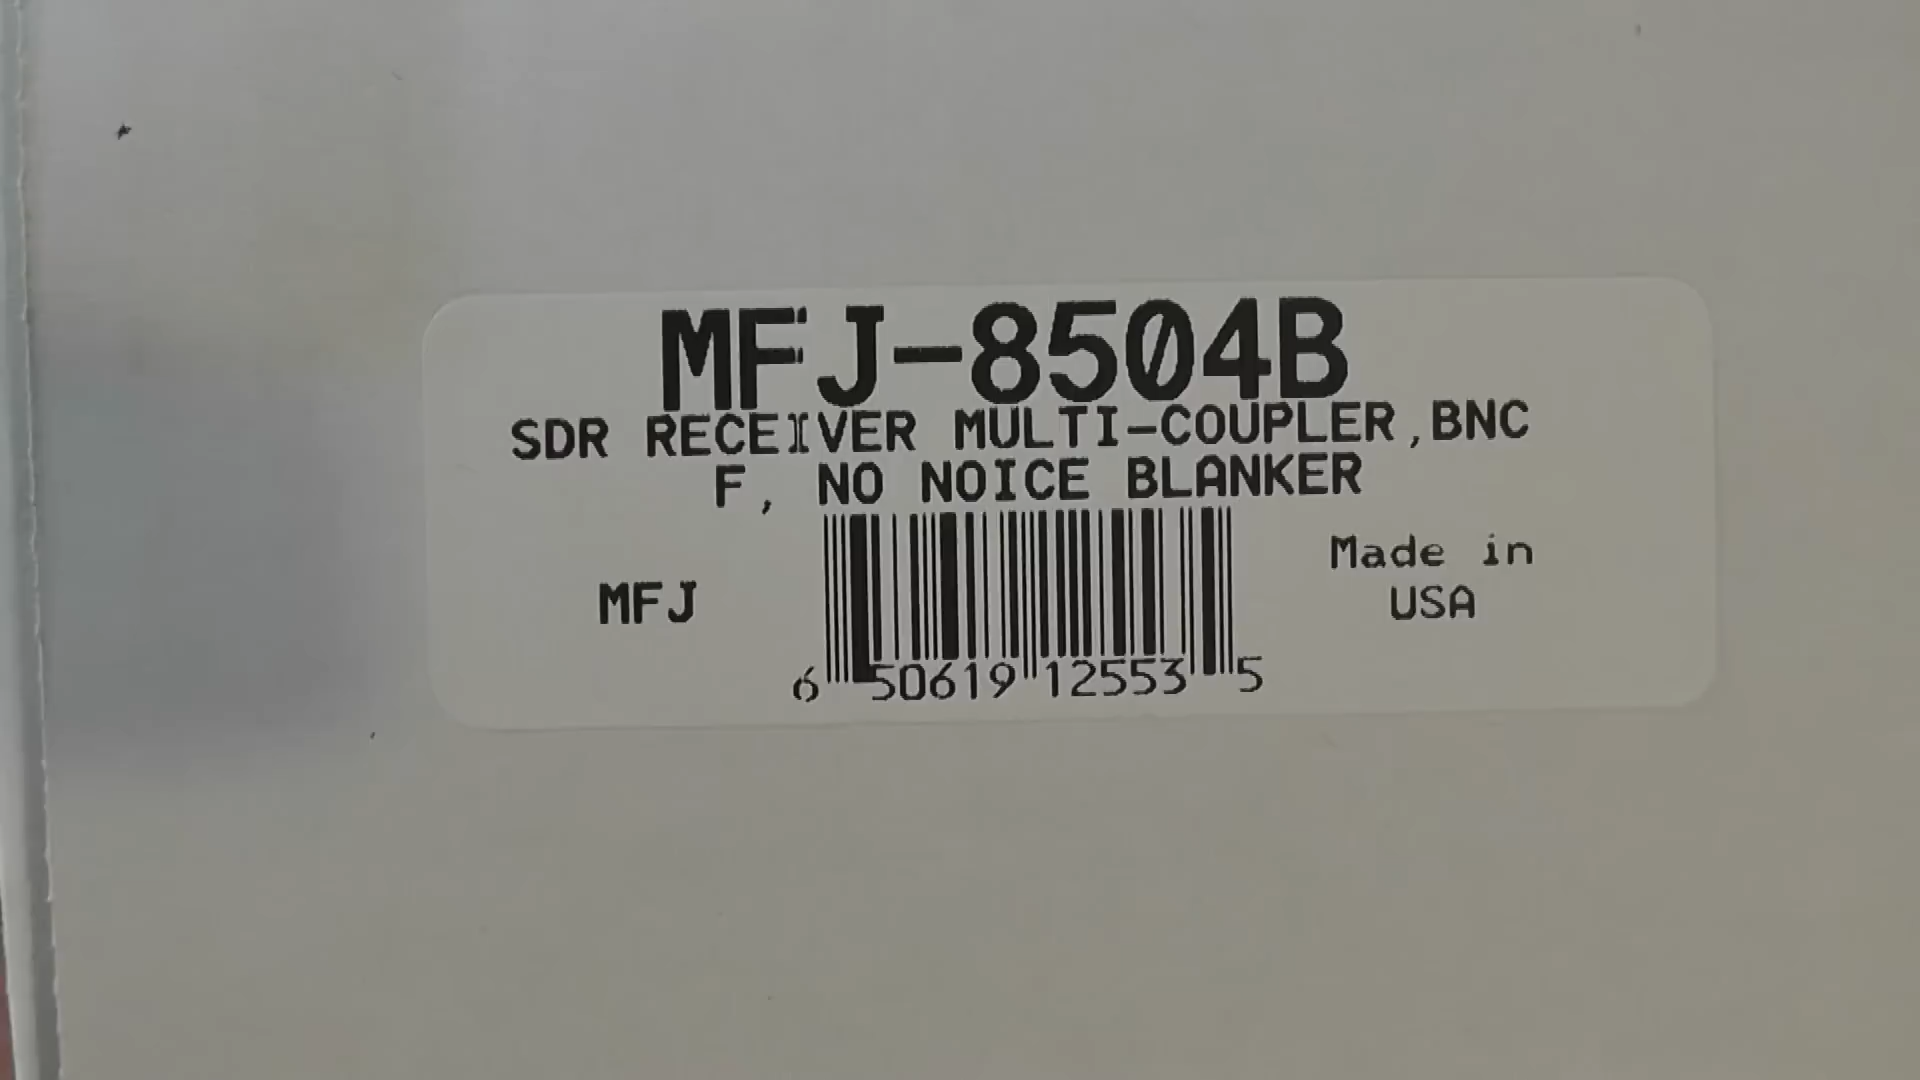 MFJ-8504B
SDR RECEIVER MULTI-COUPLER,BNC
F, NO NOICE BLANKER
MFJ
Made in
USA
6 50619 12553 5